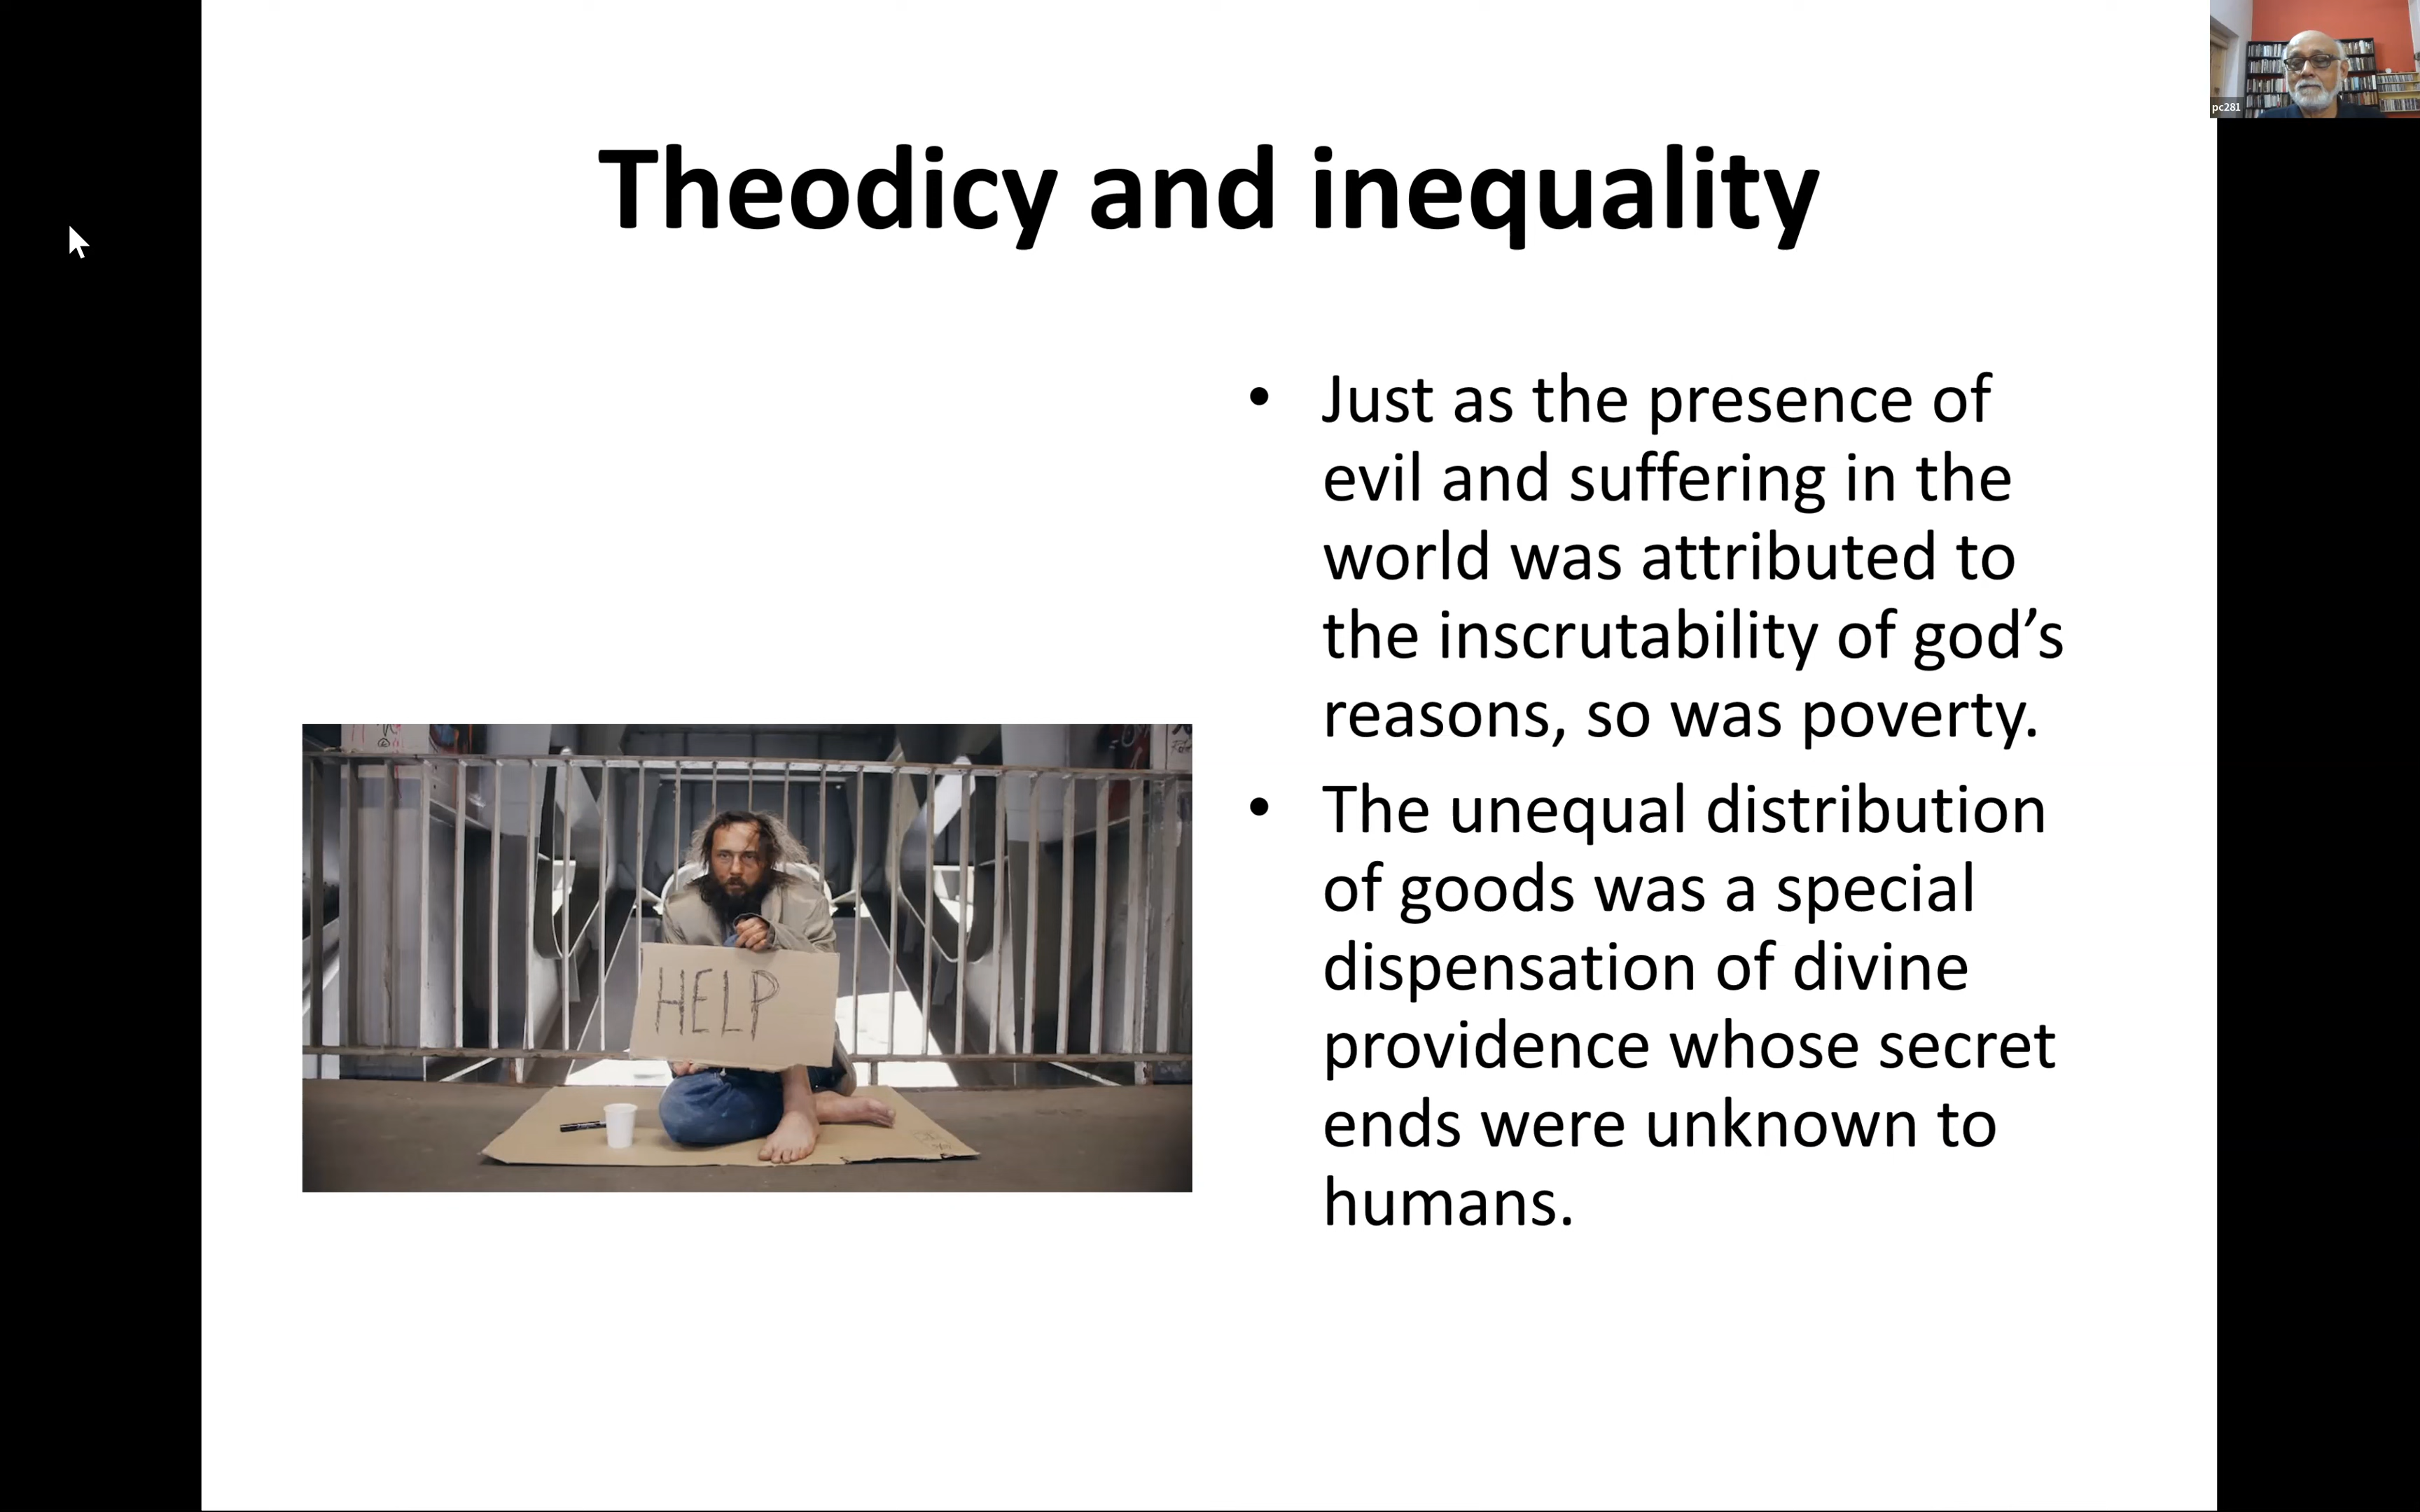 pc281
Theodicy and inequality
• Just as the presence of
evil and suffering in the
world was attributed to
the inscrutability of god’s
reasons, so was poverty.
• The unequal distribution
of goods was a special
dispensation of divine
providence whose secret
ends were unknown to
humans.
HELP